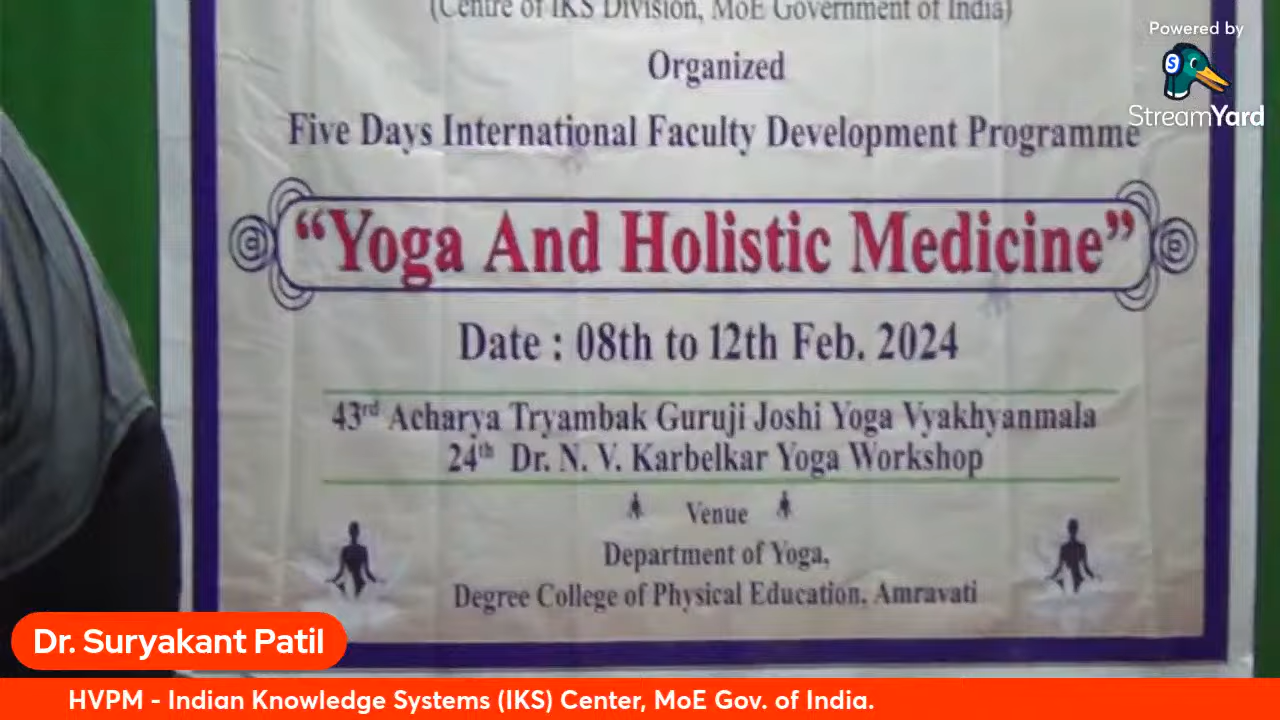 (Centre of IKS Division, MoE Government of India)
Powered by
StreamYard
Organized
Five Days International Faculty Development Programme
“Yoga And Holistic Medicine”
Date : 08th to 12th Feb. 2024
43rd Acharya Tryambak Guruji Joshi Yoga Vyakhyanmala
24th Dr. N. V. Karbelkar Yoga Workshop
Venue
Department of Yoga,
Degree College of Physical Education, Amravati
Dr. Suryakant Patil
HVPM - Indian Knowledge Systems (IKS) Center, MoE Gov. of India.